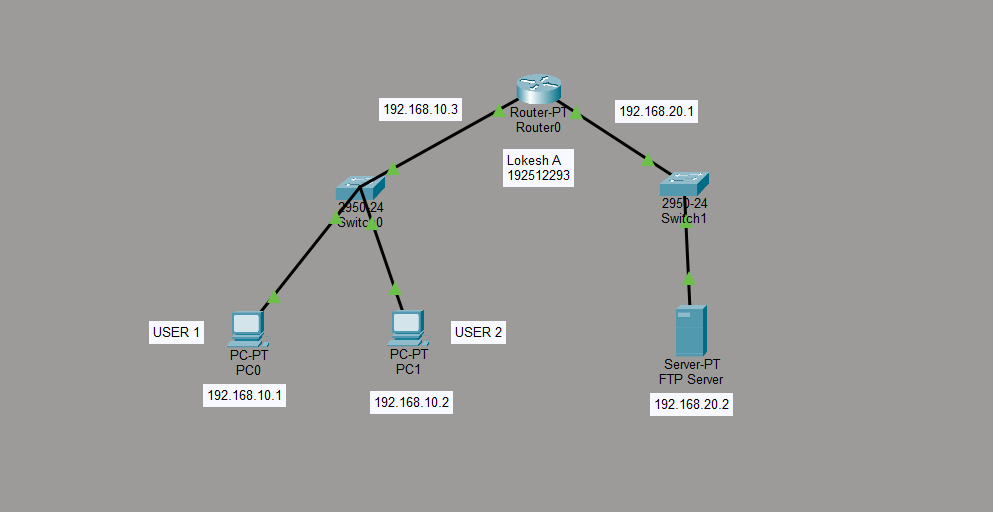 192.168.10.3
192.168.20.1
Router-PT
Router0
Lokesh A
192512293
2950-24
Switch0
2950-24
Switch1
USER 1
USER 2
PC-PT
PC0
PC-PT
PC1
Server-PT
FTP Server
192.168.10.1
192.168.10.2
192.168.20.2